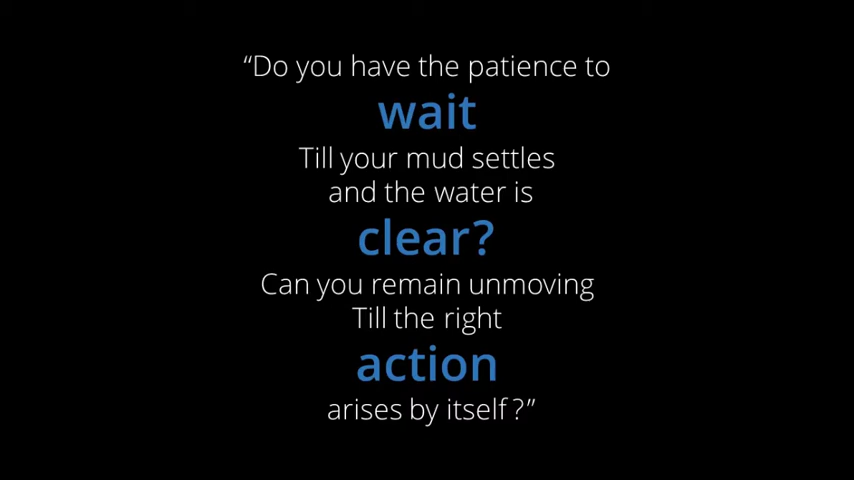 “Do you have the patience to
wait
Till your mud settles
and the water is
clear?
Can you remain unmoving
Till the right
action
arises by itself?”